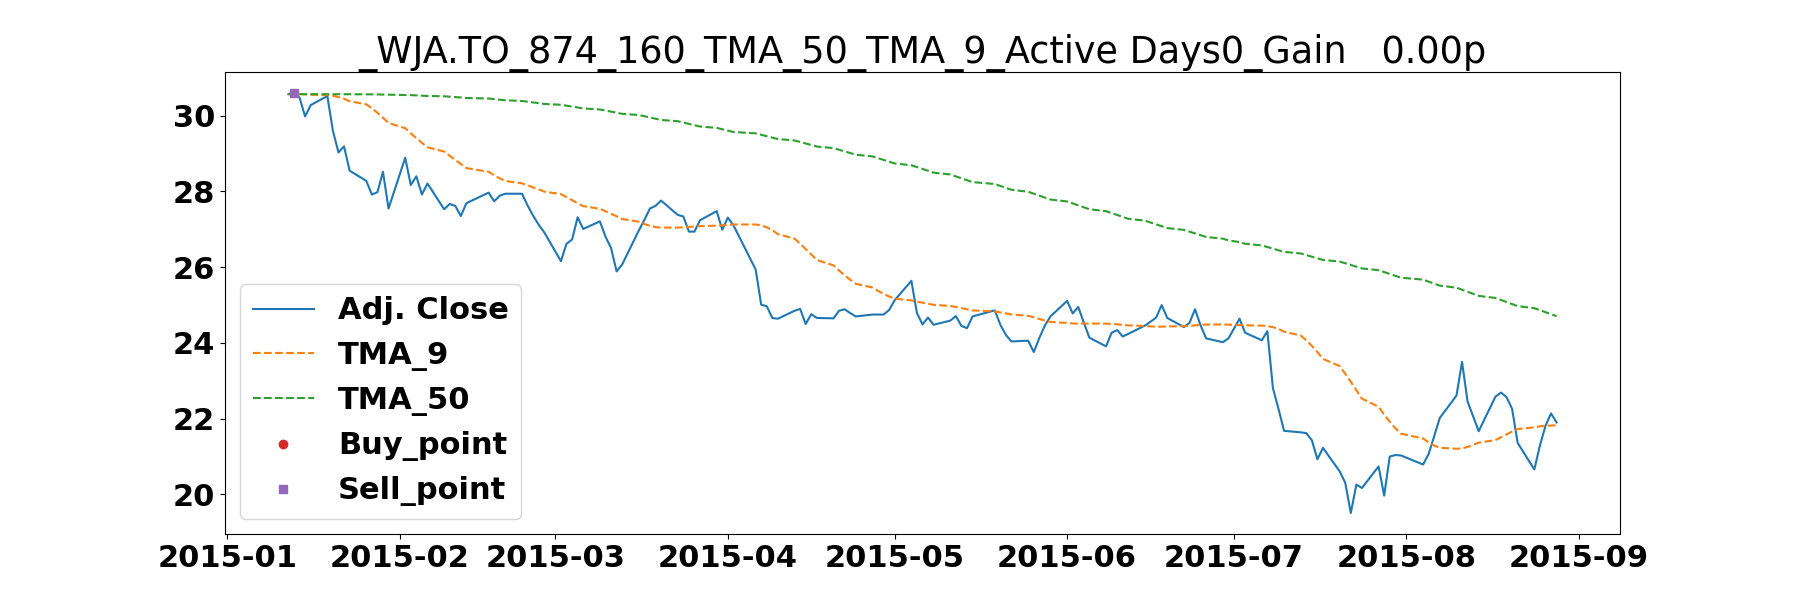 _WJA.TO_874_160_TMA_50_TMA_9_Active Days0_Gain   0.00p
30
28
26
24
22
20
Adj. Close
TMA_9
TMA_50
Buy_point
Sell_point
2015-01 2015-02 2015-03 2015-04 2015-05 2015-06 2015-07 2015-08 2015-09